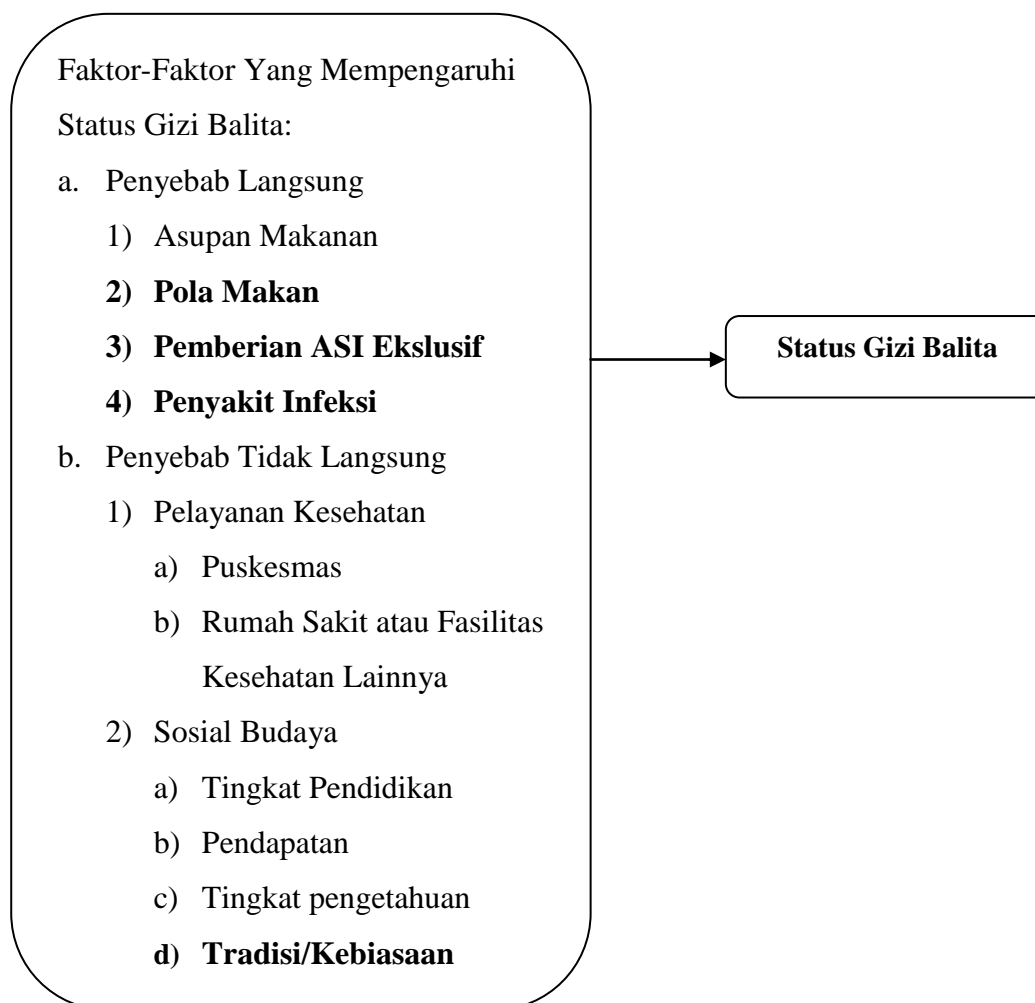 Faktor-Faktor Yang Mempengaruhi
Status Gizi Balita:
a. Penyebab Langsung
1) Asupan Makanan
2) Pola Makan
3) Pemberian ASI Ekslusif
4) Penyakit Infeksi
b. Penyebab Tidak Langsung
1) Pelayanan Kesehatan
a) Puskesmas
b) Rumah Sakit atau Fasilitas
Kesehatan Lainnya
2) Sosial Budaya
a) Tingkat Pendidikan
b) Pendapatan
c) Tingkat pengetahuan
d) Tradisi/Kebiasaan
Status Gizi Balita